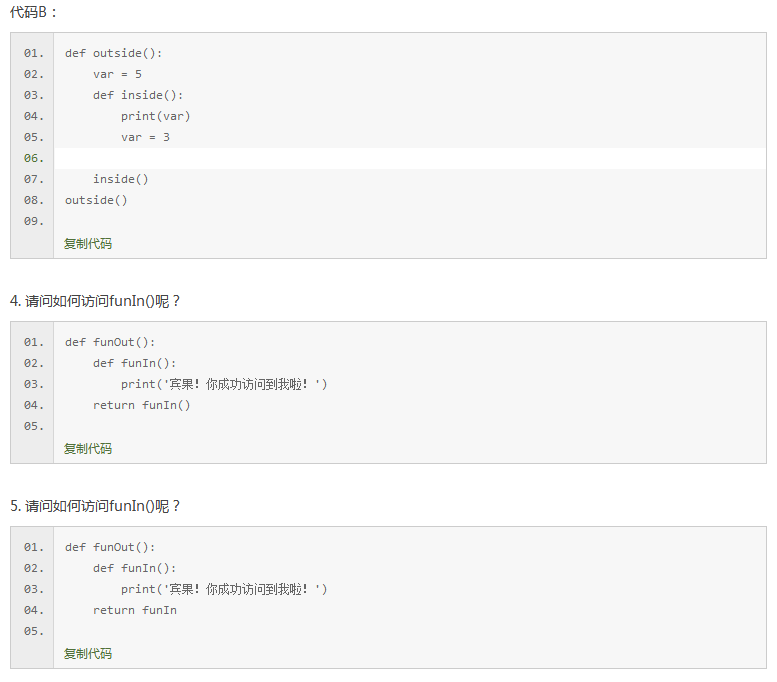 代码B：
01. def outside():
02.     var = 5
03.     def inside():
04.         print(var)
05.         var = 3
06.
07.     inside()
08. outside()
09.
复制代码
4. 请问如何访问funIn()呢？
01. def funOut():
02.     def funIn():
03.         print('宾果！你成功访问到我啦！')
04.     return funIn()
05.
复制代码
5. 请问如何访问funIn()呢？
01. def funOut():
02.     def funIn():
03.         print('宾果！你成功访问到我啦！')
04.     return funIn
05.
复制代码